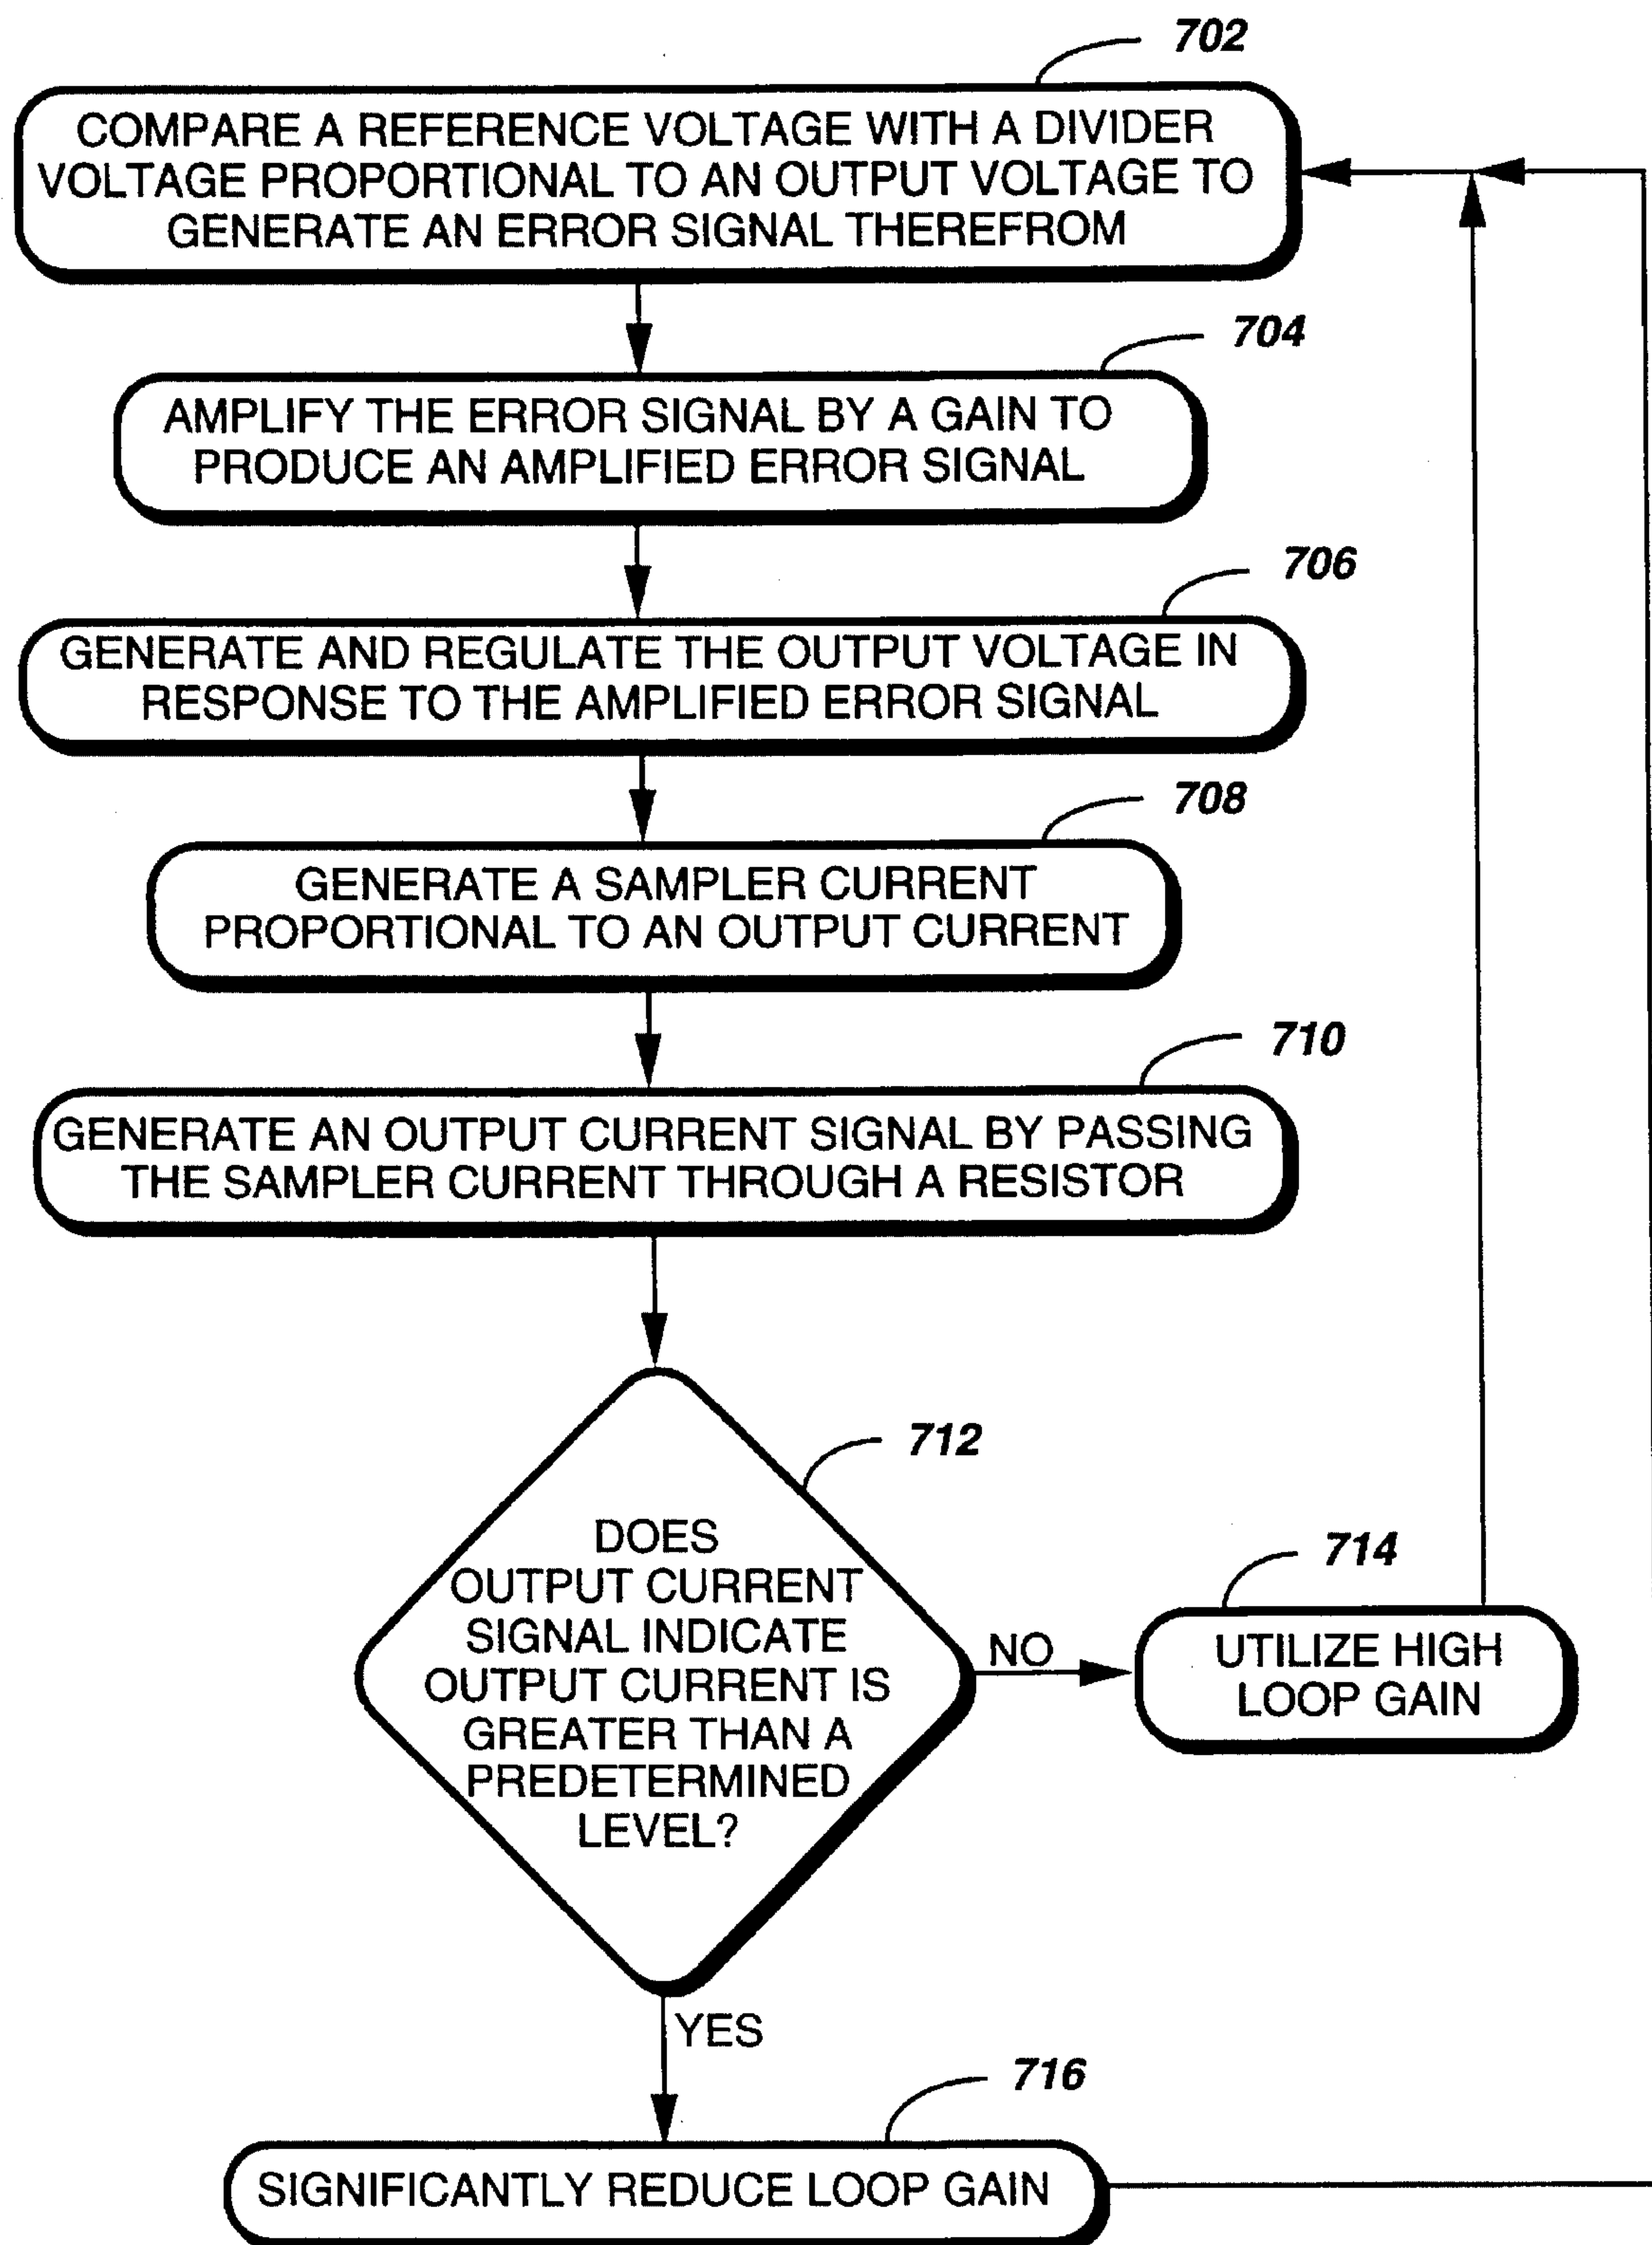 702
COMPARE A REFERENCE VOLTAGE WITH A DIVIDER
VOLTAGE PROPORTIONAL TO AN OUTPUT VOLTAGE TO
GENERATE AN ERROR SIGNAL THEREFROM
704
AMPLIFY THE ERROR SIGNAL BY A GAIN TO
PRODUCE AN AMPLIFIED ERROR SIGNAL
706
GENERATE AND REGULATE THE OUTPUT VOLTAGE IN
RESPONSE TO THE AMPLIFIED ERROR SIGNAL
708
GENERATE A SAMPLER CURRENT
PROPORTIONAL TO AN OUTPUT CURRENT
710
GENERATE AN OUTPUT CURRENT SIGNAL BY PASSING
THE SAMPLER CURRENT THROUGH A RESISTOR
712
DOES
OUTPUT CURRENT
SIGNAL INDICATE
OUTPUT CURRENT IS
GREATER THAN A
PREDETERMINED
LEVEL?
NO
714
UTILIZE HIGH
LOOP GAIN
YES
716
SIGNIFICANTLY REDUCE LOOP GAIN